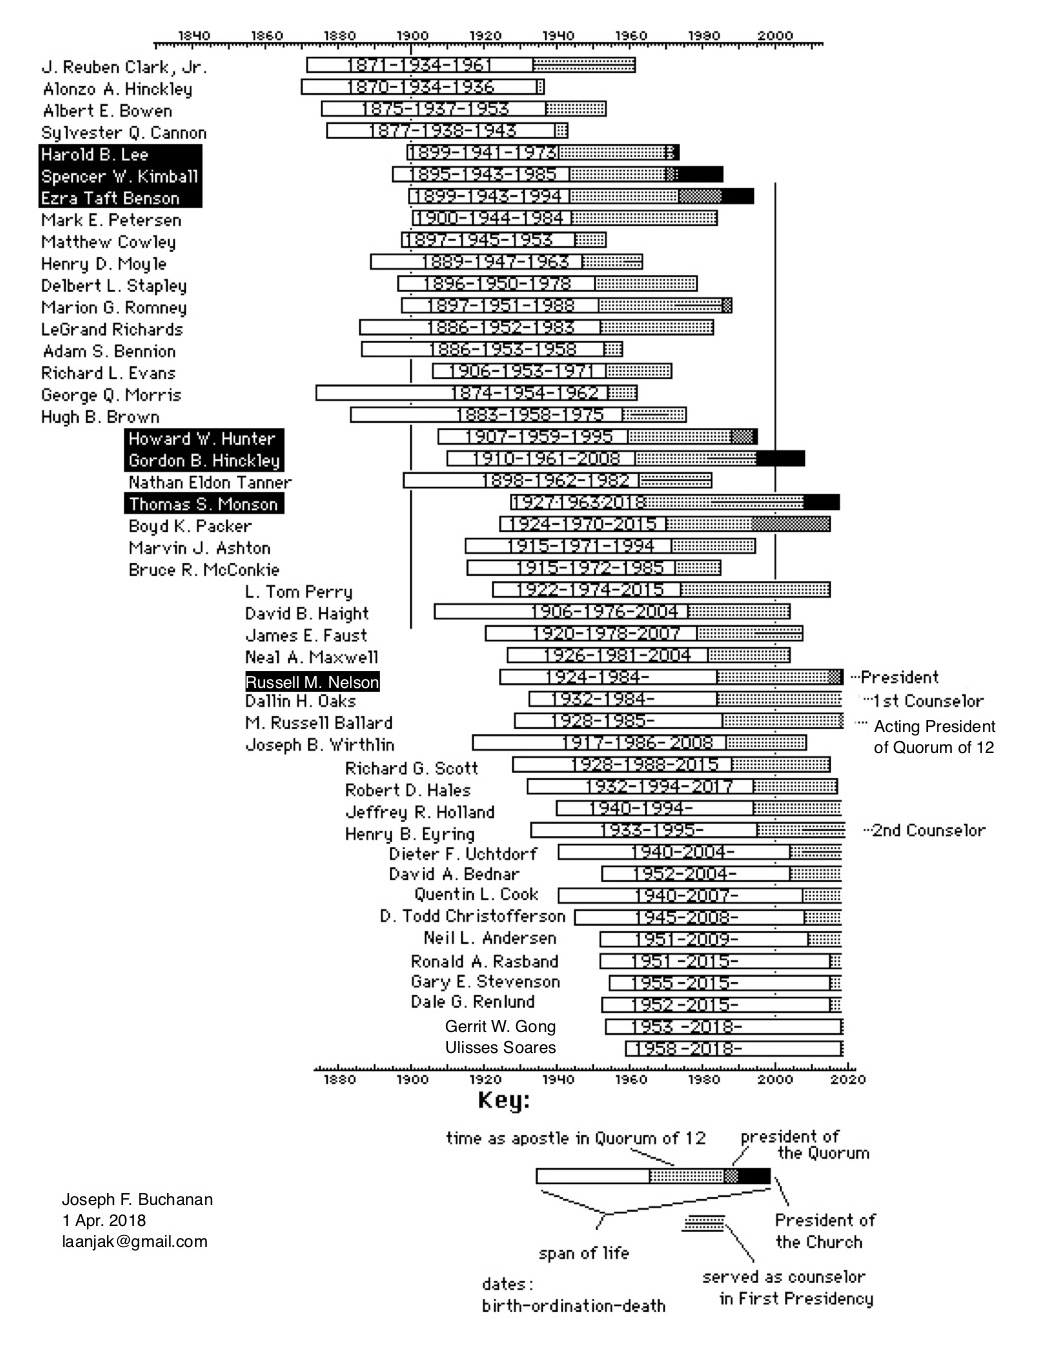 1840 1860 1880 1900 1920 1940 1960 1980 2000
J. Reuben Clark, Jr. 1871-1934-1961
Alonzo A. Hinckley 1870-1934-1936
Albert E. Bowen 1875-1937-1953
Sylvester Q. Cannon 1877-1938-1943
Harold B. Lee 1899-1941-1973
Spencer W. Kimball 1895-1943-1985
Ezra Taft Benson 1899-1943-1994
Mark E. Petersen 1900-1944-1984
Matthew Cowley 1897-1945-1953
Henry D. Moyle 1889-1947-1963
Delbert L. Stapley 1896-1950-1978
Marion G. Romney 1897-1951-1988
LeGrand Richards 1886-1952-1983
Adam S. Bennion 1886-1953-1958
Richard L. Evans 1906-1953-1971
George Q. Morris 1874-1954-1962
Hugh B. Brown 1883-1958-1975
Howard W. Hunter 1907-1959-1995
Gordon B. Hinckley 1910-1961-2008
Nathan Eldon Tanner 1898-1962-1982
Thomas S. Monson 1927-1963-2018
Boyd K. Packer 1924-1970-2015
Marvin J. Ashton 1915-1971-1994
Bruce R. McConkie 1915-1972-1985
L. Tom Perry 1922-1974-2015
David B. Haight 1906-1976-2004
James E. Faust 1920-1978-2007
Neal A. Maxwell 1926-1981-2004
Russell M. Nelson 1924-1984- President
Dallin H. Oaks 1932-1984- 1st Counselor
M. Russell Ballard 1928-1985- Acting President
of Quorum of 12
Joseph B. Wirthlin 1917-1986-2008
Richard G. Scott 1928-1988-2015
Robert D. Hales 1932-1994-2017
Jeffrey R. Holland 1940-1994-
Henry B. Eyring 1933-1995- 2nd Counselor
Dieter F. Uchtdorf 1940-2004-
David A. Bednar 1952-2004-
Quentin L. Cook 1940-2007-
D. Todd Christofferson 1945-2008-
Neil L. Andersen 1951-2009-
Ronald A. Rasband 1951-2015-
Gary E. Stevenson 1955-2015-
Dale G. Renlund 1952-2015-
Gerrit W. Gong 1953-2018-
Ulisses Soares 1958-2018-
1880 1900 1920 1940 1960 1980 2000 2020
Key:
time as apostle in Quorum of 12
president of
the Quorum
President of
the Church
span of life
served as counselor
in First Presidency
dates:
birth-ordination-death
Joseph F. Buchanan
1 Apr. 2018
laanjak@gmail.com